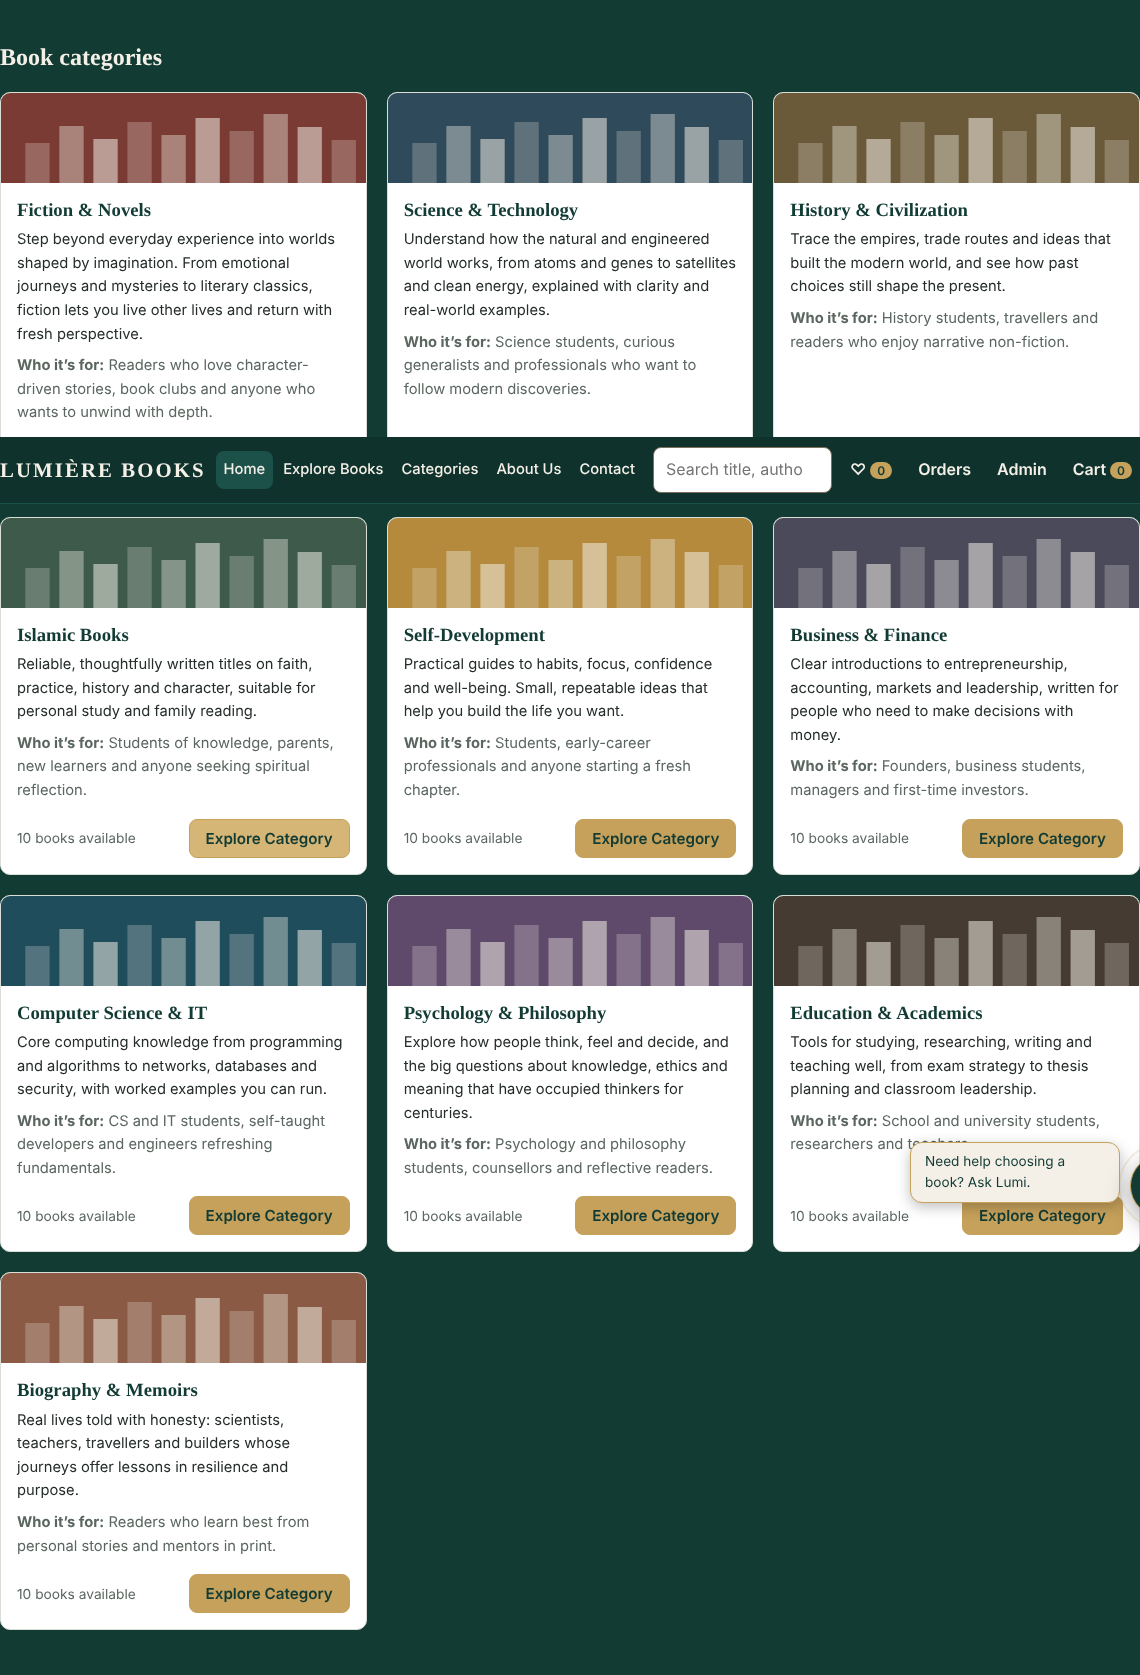 Book categories
Fiction & Novels
Step beyond everyday experience into worlds
shaped by imagination. From emotional
journeys and mysteries to literary classics,
fiction lets you live other lives and return with
fresh perspective.
Who it’s for: Readers who love character-
driven stories, book clubs and anyone who
wants to unwind with depth.
Science & Technology
Understand how the natural and engineered
world works, from atoms and genes to satellites
and clean energy, explained with clarity and
real-world examples.
Who it’s for: Science students, curious
generalists and professionals who want to
follow modern discoveries.
History & Civilization
Trace the empires, trade routes and ideas that
built the modern world, and see how past
choices still shape the present.
Who it’s for: History students, travellers and
readers who enjoy narrative non-fiction.
LUMIÈRE BOOKS
Home
Explore Books
Categories
About Us
Contact
Search title, autho
0
Orders
Admin
Cart 0
Islamic Books
Reliable, thoughtfully written titles on faith,
practice, history and character, suitable for
personal study and family reading.
Who it’s for: Students of knowledge, parents,
new learners and anyone seeking spiritual
reflection.
10 books available
Explore Category
Self-Development
Practical guides to habits, focus, confidence
and well-being. Small, repeatable ideas that
help you build the life you want.
Who it’s for: Students, early-career
professionals and anyone starting a fresh
chapter.
10 books available
Explore Category
Business & Finance
Clear introductions to entrepreneurship,
accounting, markets and leadership, written for
people who need to make decisions with
money.
Who it’s for: Founders, business students,
managers and first-time investors.
10 books available
Explore Category
Computer Science & IT
Core computing knowledge from programming
and algorithms to networks, databases and
security, with worked examples you can run.
Who it’s for: CS and IT students, self-taught
developers and engineers refreshing
fundamentals.
10 books available
Explore Category
Psychology & Philosophy
Explore how people think, feel and decide, and
the big questions about knowledge, ethics and
meaning that have occupied thinkers for
centuries.
Who it’s for: Psychology and philosophy
students, counsellors and reflective readers.
10 books available
Explore Category
Education & Academics
Tools for studying, researching, writing and
teaching well, from exam strategy to thesis
planning and classroom leadership.
Who it’s for: School and university students,
researchers and
Need help choosing a
book? Ask Lumi.
10 books available
Explore Category
Biography & Memoirs
Real lives told with honesty: scientists,
teachers, travellers and builders whose
journeys offer lessons in resilience and
purpose.
Who it’s for: Readers who learn best from
personal stories and mentors in print.
10 books available
Explore Category